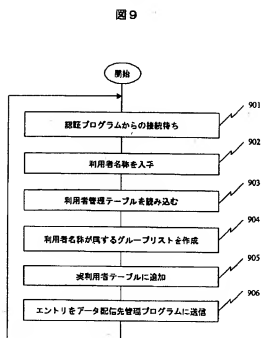 図９
開始
901
認証プログラムからの接続待ち
902
利用者名称を入手
903
利用者管理テーブルを読み込む
904
利用者名称が属するグループリストを作成
905
実利用者テーブルに追加
906
エントリをデータ配信先管理プログラムに送信